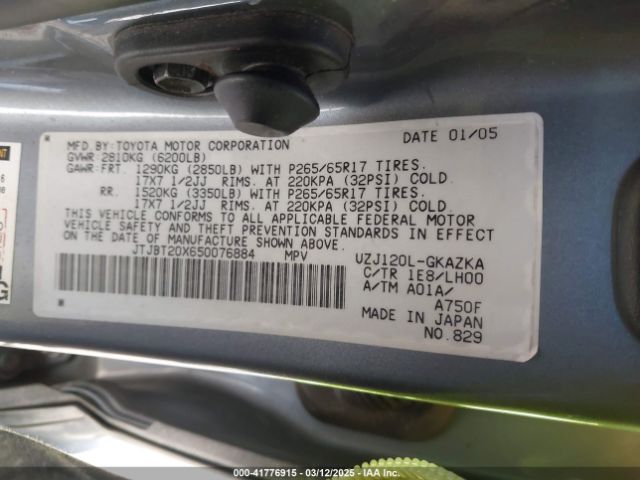 MFD. BY: TOYOTA MOTOR CORPORATION DATE 01/05
GVWR 2810KG (6200LB)
GAWR FRT. 1290KG (2850LB) WITH P265/65R17 TIRES.
17X7 1/2JJ RIMS. AT 220KPA (32PSI) COLD.
RR. 1520KG (3350LB) WITH P265/65R17 TIRES.
17X7 1/2JJ RIMS. AT 220KPA (32PSI) COLD.
THIS VEHICLE CONFORMS TO ALL APPLICABLE FEDERAL MOTOR
VEHICLE SAFETY AND THEFT PREVENTION STANDARDS IN EFFECT
ON THE DATE OF MANUFACTURE SHOWN ABOVE.
JTJBT20X650076884 MPV VZJ120L-GKAZKA
C/TR 1E8/LH00
A/TM A01A/
A750F
MADE IN JAPAN
NO.829
000-41776915 - 03/12/2025 - IAAI.COM